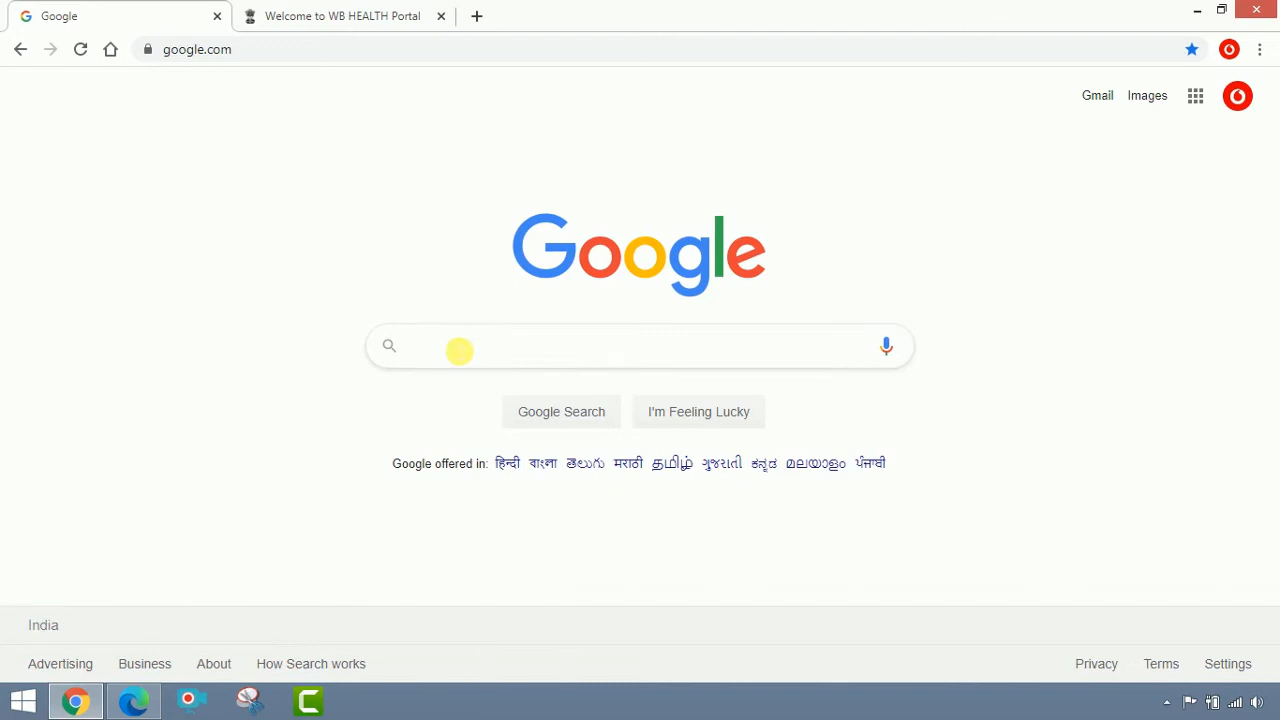 Google
Welcome to WB HEALTH Portal
google.com
Gmail Images
Google
Google Search I'm Feeling Lucky
Google offered in: हिन्दी বাংলা తెలుగు मराठी தமிழ் ગુજરાતી ಕನ್ನಡ മലയാളം ਪੰਜਾਬੀ
India
Advertising Business About How Search works Privacy Terms Settings